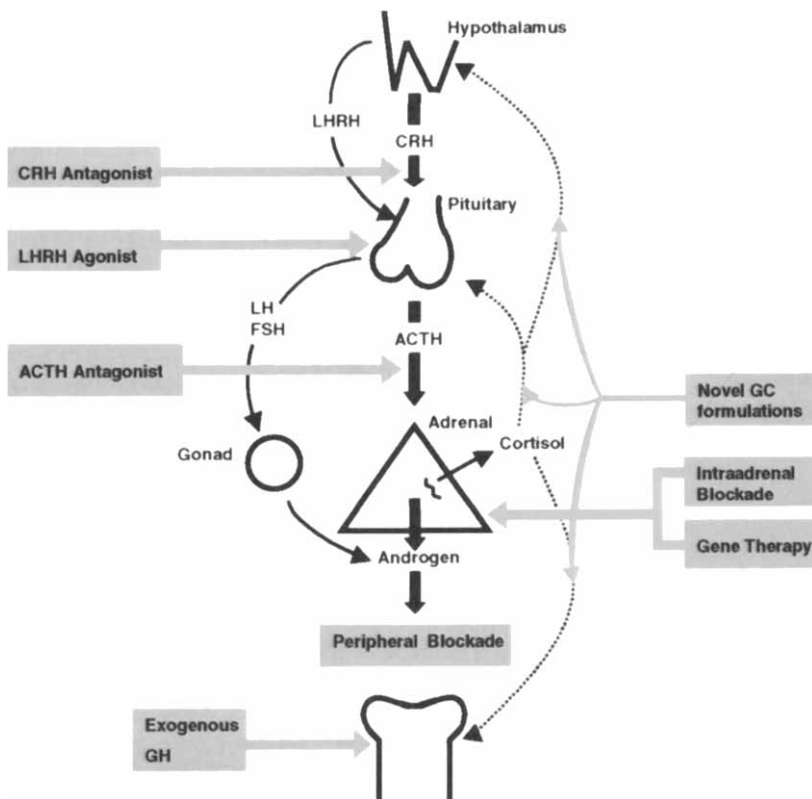 Hypothalamus
LHRH
CRH
CRH Antagonist
Pituitary
LHRH Agonist
LH
FSH
ACTH
ACTH Antagonist
Novel GC
formulations
Adrenal
Gonad
Cortisol
Intraadrenal
Blockade
Gene Therapy
Androgen
Peripheral Blockade
Exogenous
GH